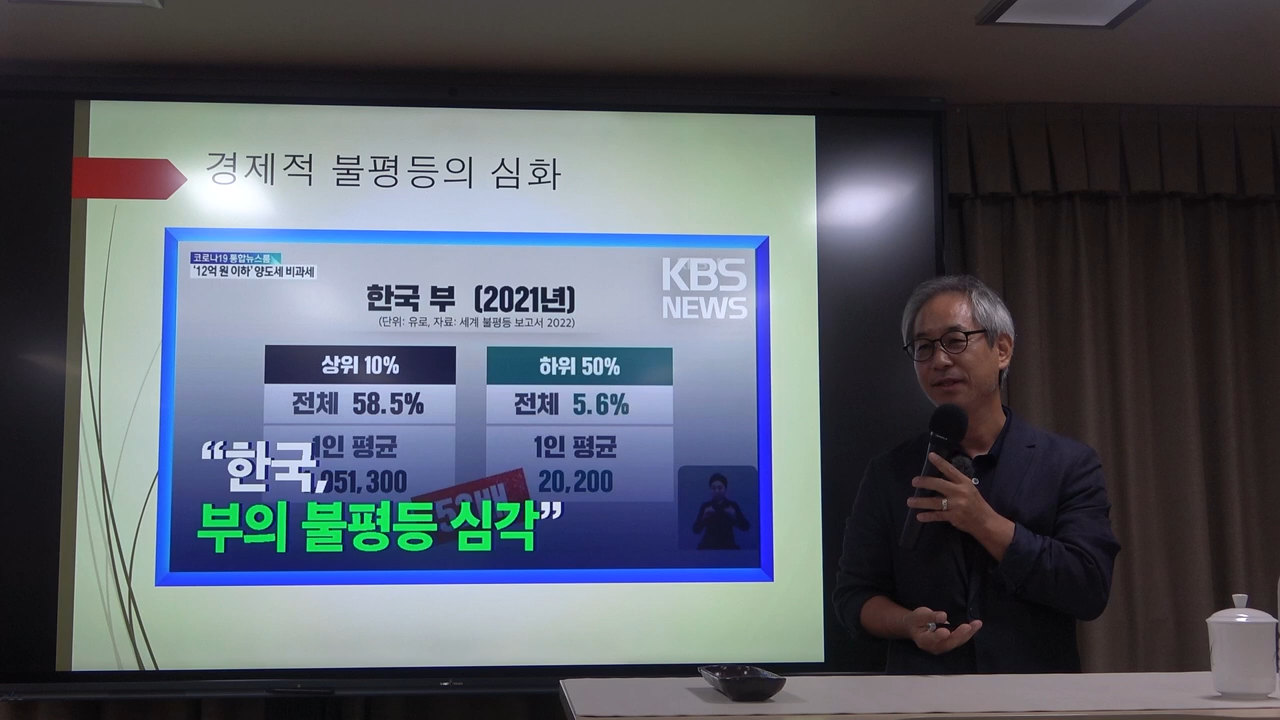 경제적 불평등의 심화
코로나19 통합뉴스룸
'12억 원 이하' 양도세 비과세
KBS
NEWS
한국 부 (2021년)
(단위: 유로, 자료: 세계 불평등 보고서 2022)
상위 10%
하위 50%
전체 58.5%
전체 5.6%
1인 평균
1인 평균
051,300
20,200
“한국,
부의 불평등 심각”